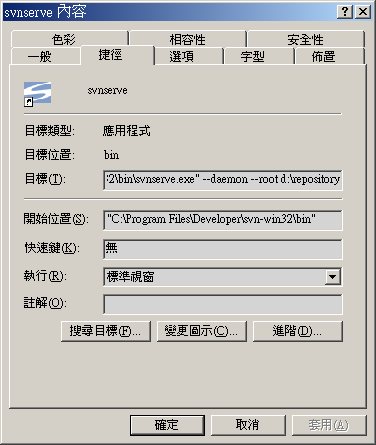 svnserve 內容
色彩 相容性 安全性
一般 捷徑 選項 字型 佈置
svnserve
目標類型: 應用程式
目標位置: bin
目標(T): :2\bin\svnserve.exe" --daemon --root d:\repository
開始位置(S): "C:\Program Files\Developer\svn-win32\bin"
快速鍵(K): 無
執行(R): 標準視窗
註解(O):
搜尋目標(F)... 變更圖示(C)... 進階(D)...
確定 取消 套用(A)